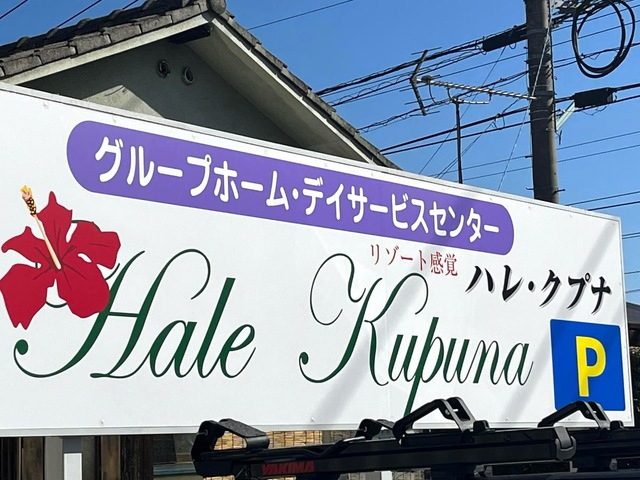 グループホーム・デイサービスセンター
リゾート感覚 ハレ・クプナ
Hale Kupuna
P
YAKIMA